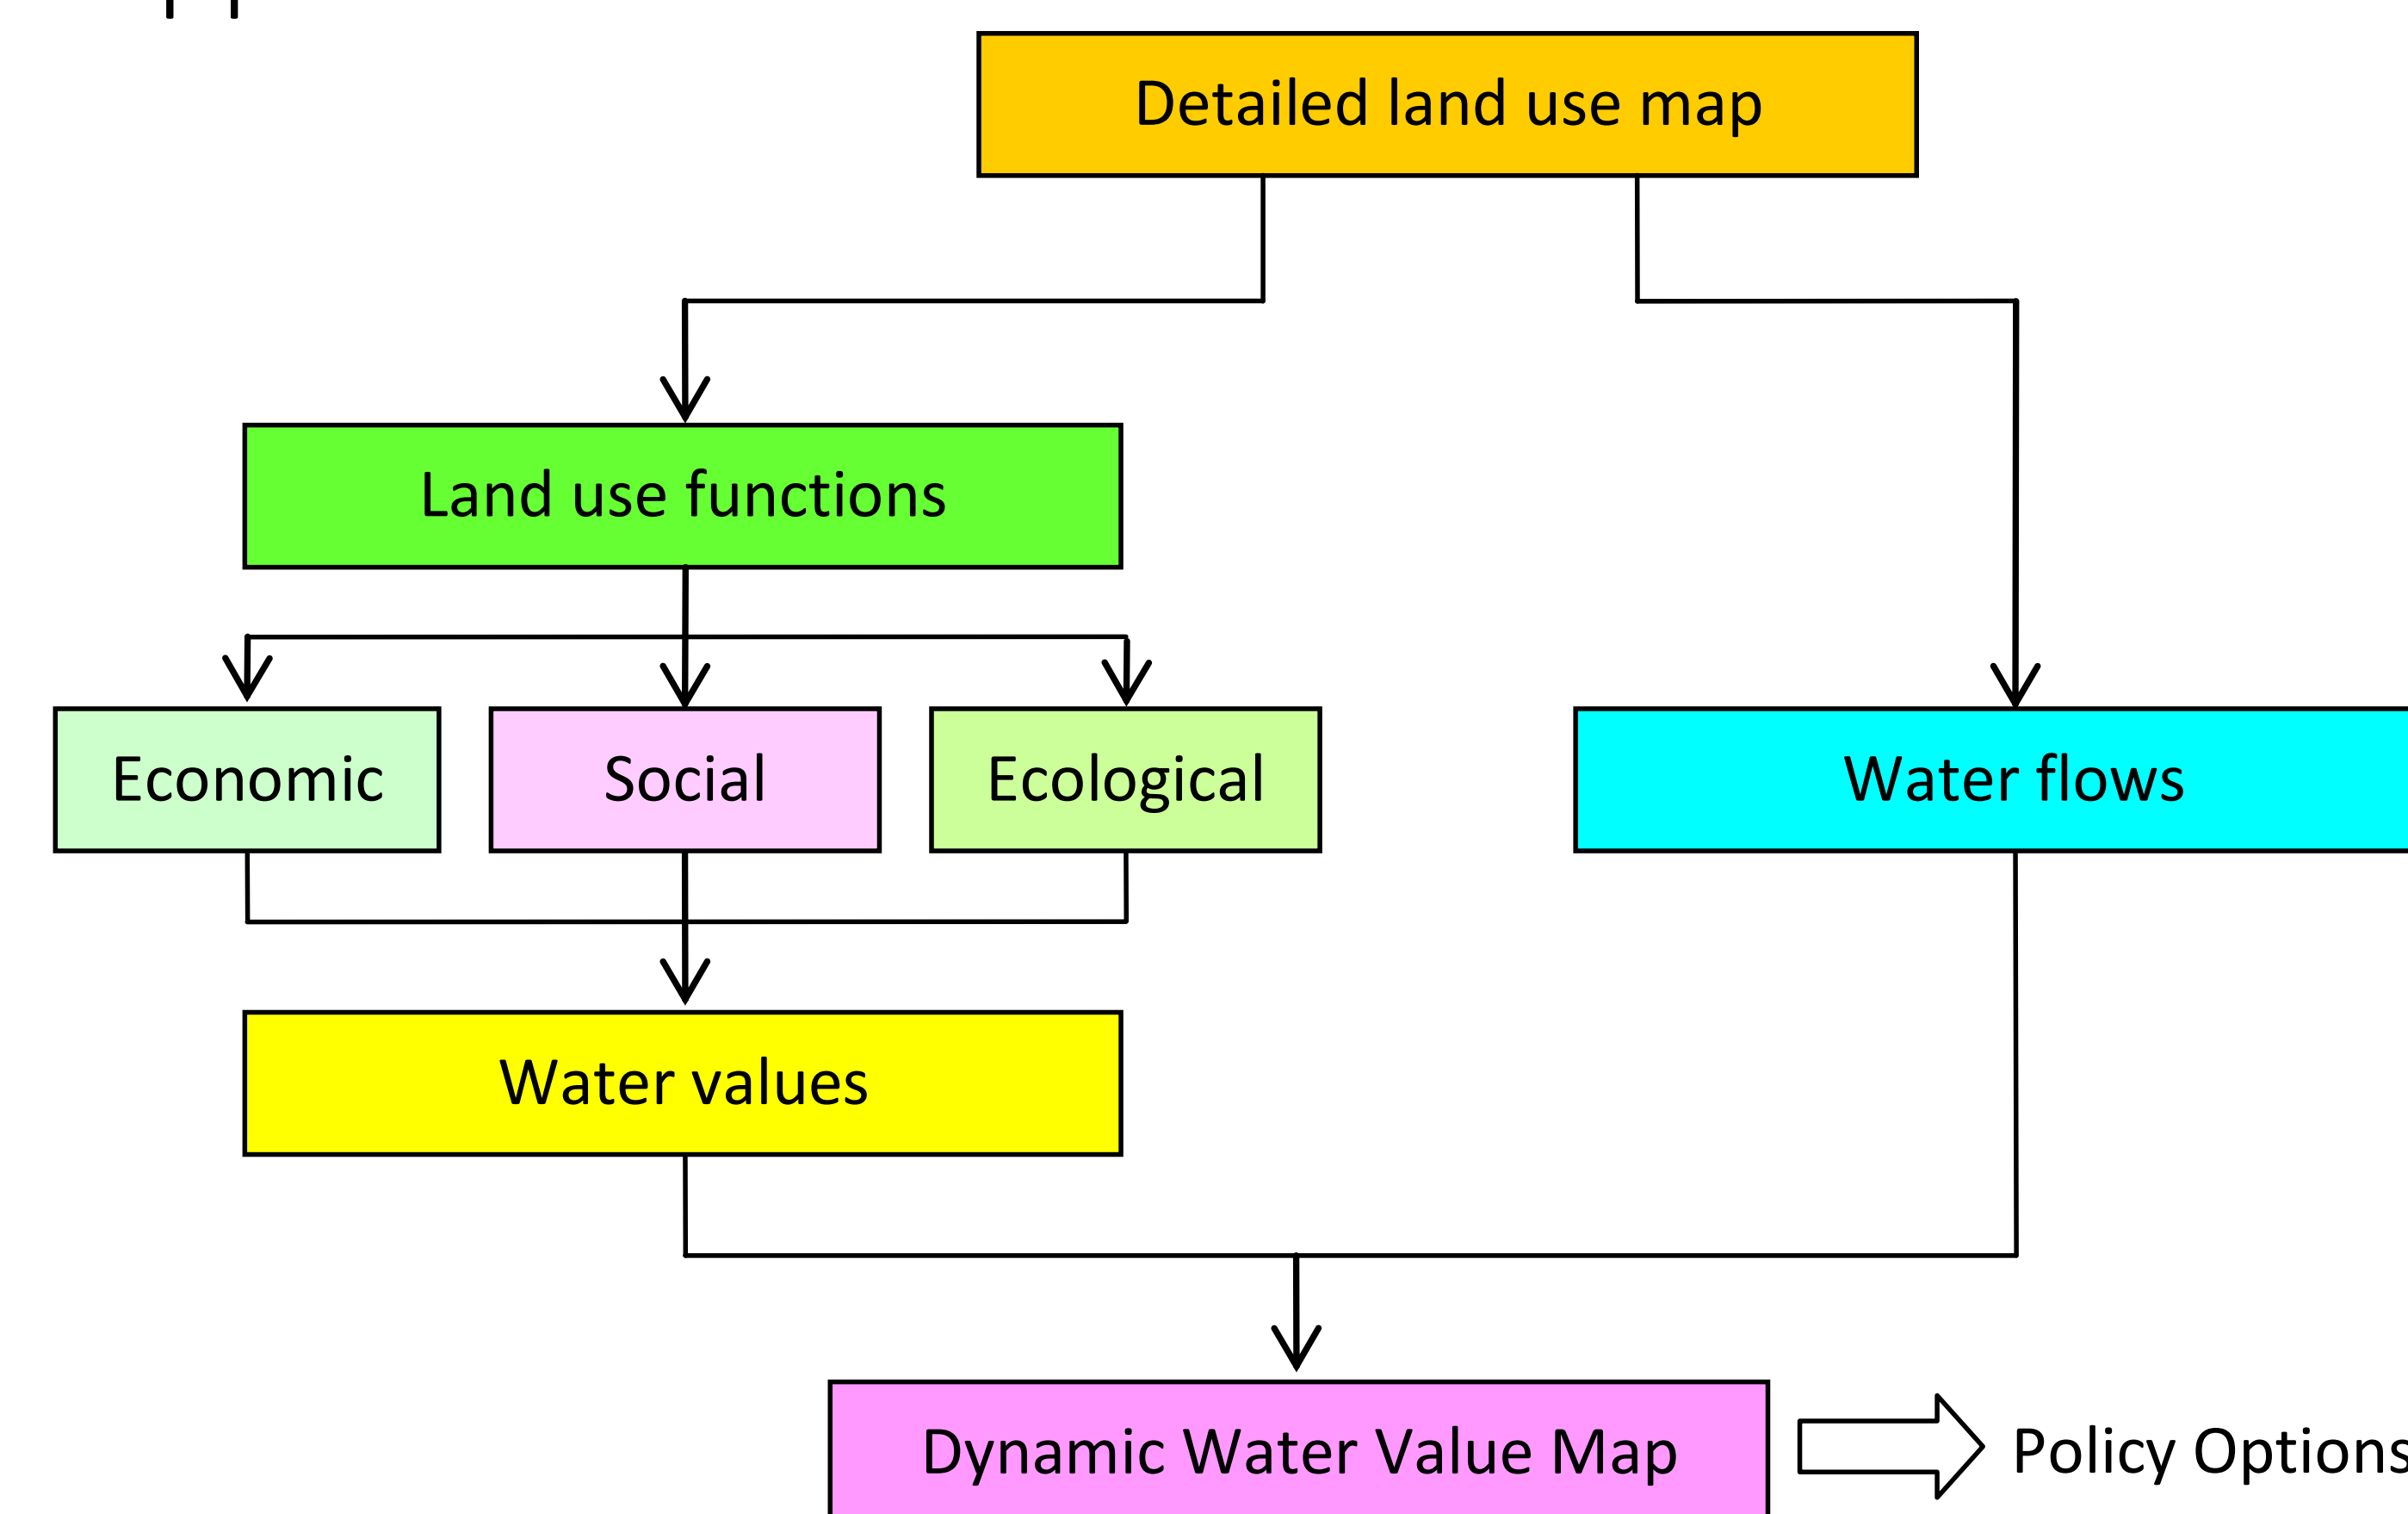 Detailed land use map
Land use functions
Economic
Social
Ecological
Water flows
Water values
Dynamic Water Value Map
Policy Options